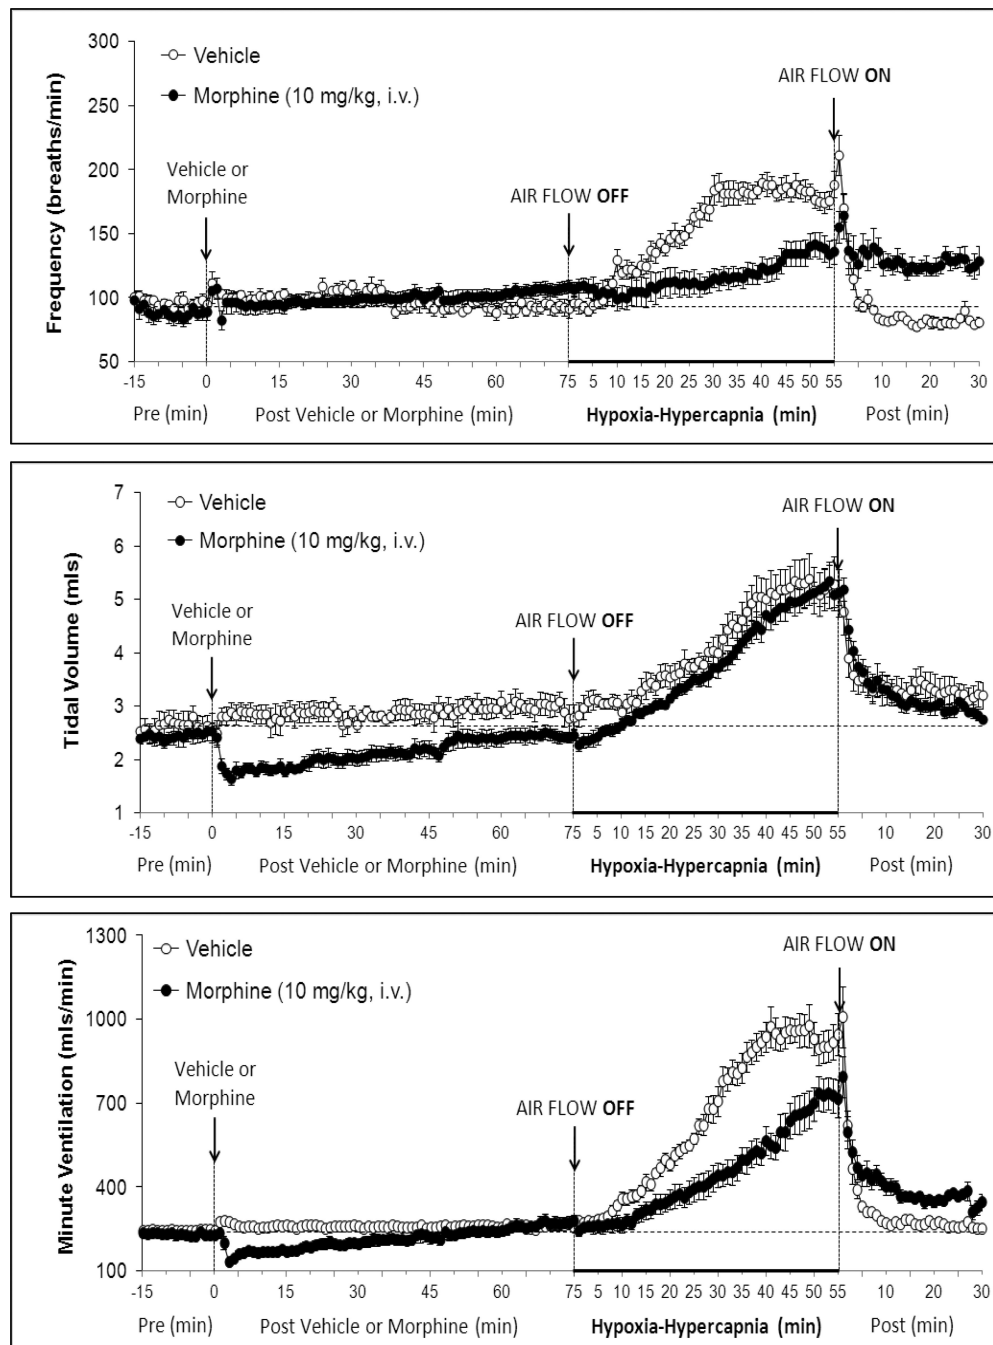 300
250
200
150
100
50
Frequency (breaths/min)
Vehicle
Morphine (10 mg/kg, i.v.)
Vehicle or
Morphine
AIR FLOW OFF
AIR FLOW ON
-15 0 15 30 45 60 75 5 10 15 20 25 30 35 40 45 50 55 10 20 30
Pre (min) Post Vehicle or Morphine (min) Hypoxia-Hypercapnia (min) Post (min)
7
6
5
4
3
2
1
Tidal Volume (mls)
Vehicle
Morphine (10 mg/kg, i.v.)
Vehicle or
Morphine
AIR FLOW OFF
AIR FLOW ON
-15 0 15 30 45 60 75 5 10 15 20 25 30 35 40 45 50 55 10 20 30
Pre (min) Post Vehicle or Morphine (min) Hypoxia-Hypercapnia (min) Post (min)
1300
1000
700
400
100
Minute Ventilation (mls/min)
Vehicle
Morphine (10 mg/kg, i.v.)
Vehicle or
Morphine
AIR FLOW OFF
AIR FLOW ON
-15 0 15 30 45 60 75 5 10 15 20 25 30 35 40 45 50 55 10 20 30
Pre (min) Post Vehicle or Morphine (min) Hypoxia-Hypercapnia (min) Post (min)